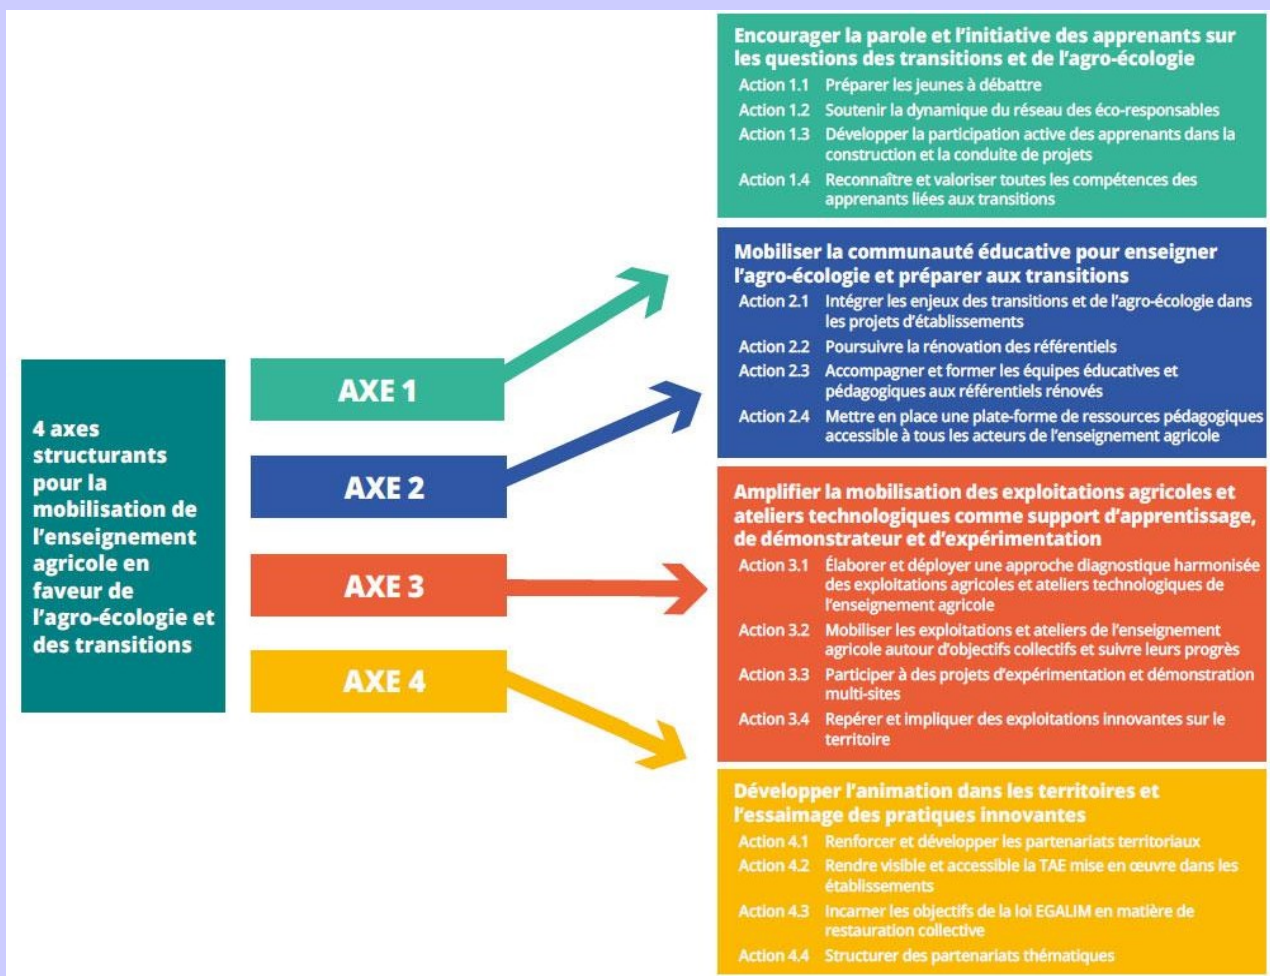 4 axes
structurants
pour la
mobilisation de
l'enseignement
agricole en
faveur de
l'agro-écologie et
des transitions
AXE 1
AXE 2
AXE 3
AXE 4
Encourager la parole et l'initiative des apprenants sur
les questions des transitions et de l'agro-écologie
Action 1.1 Préparer les jeunes à débattre
Action 1.2 Soutenir la dynamique du réseau des éco-responsables
Action 1.3 Développer la participation active des apprenants dans la
construction et la conduite de projets
Action 1.4 Reconnaître et valoriser toutes les compétences des
apprenants liées aux transitions
Mobiliser la communauté éducative pour enseigner
l'agro-écologie et préparer aux transitions
Action 2.1 Intégrer les enjeux des transitions et de l'agro-écologie dans
les projets d'établissements
Action 2.2 Poursuivre la rénovation des référentiels
Action 2.3 Accompagner et former les équipes éducatives et
pédagogiques aux référentiels rénovés
Action 2.4 Mettre en place une plate-forme de ressources pédagogiques
accessible à tous les acteurs de l'enseignement agricole
Amplifier la mobilisation des exploitations agricoles et
ateliers technologiques comme support d'apprentissage,
de démonstrateur et d'expérimentation
Action 3.1 Élaborer et déployer une approche diagnostique harmonisée
des exploitations agricoles et ateliers technologiques de
l'enseignement agricole
Action 3.2 Mobiliser les exploitations et ateliers de l'enseignement
agricole autour d'objectifs collectifs et suivre leurs progrès
Action 3.3 Participer à des projets d'expérimentation et démonstration
multi-sites
Action 3.4 Repérer et impliquer des exploitations innovantes sur le
territoire
Développer l'animation dans les territoires et
l'essaimage des pratiques innovantes
Action 4.1 Renforcer et développer les partenariats territoriaux
Action 4.2 Rendre visible et accessible la TAE mise en œuvre dans les
établissements
Action 4.3 Incarner les objectifs de la loi EGALIM en matière de
restauration collective
Action 4.4 Structurer des partenariats thématiques